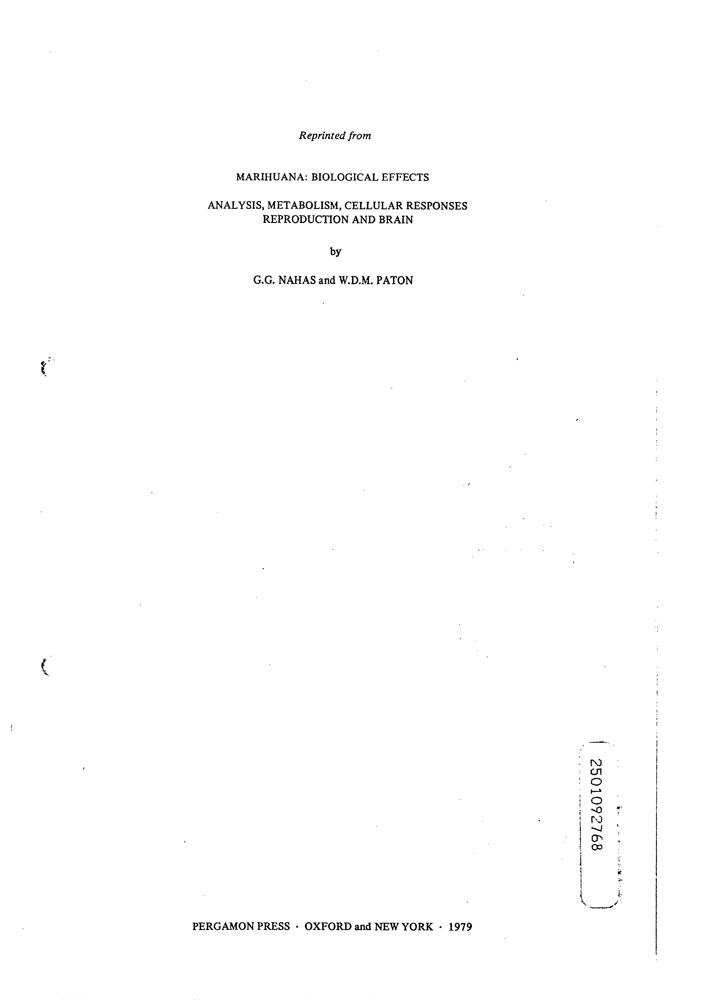 Reprinted from
MARIHUANA: BIOLOGICAL EFFECTS
ANALYSIS, METABOLISM, CELLULAR RESPONSES
REPRODUCTION AND BRAIN
by
G.G. NAHAS and W.D.M. PATON
2501092768
PERGAMON PRESS · OXFORD and NEW YORK · 1979